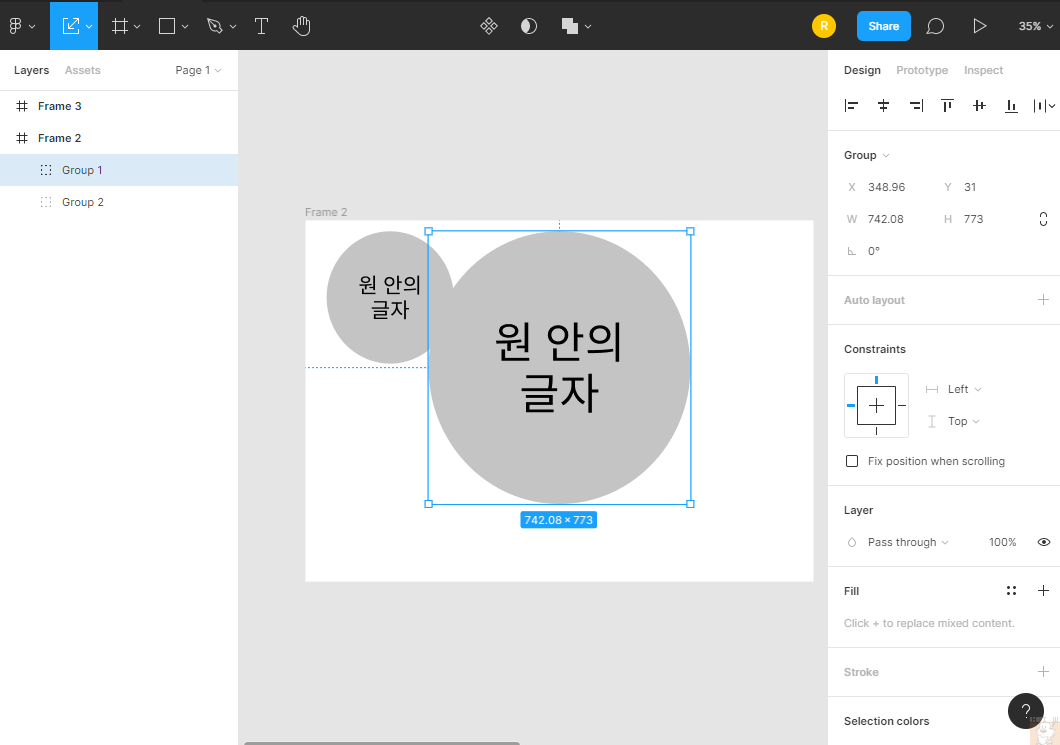 R
Share
35%
Layers
Assets
Page 1
Frame 3
Frame 2
Group 1
Group 2
Frame 2
원 안의
글자
원 안의
글자
742.08 × 773
Design
Prototype
Inspect
Group
X 348.96
Y 31
W 742.08
H 773
0°
Auto layout
Constraints
Left
Top
Fix position when scrolling
Layer
Pass through
100%
Fill
Click + to replace mixed content.
Stroke
Selection colors
?